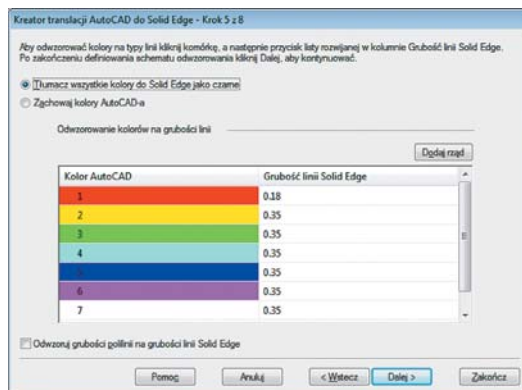 Kreator translacji AutoCAD do Solid Edge - Krok 5 z 8
Aby odwzorować kolory na typy linii kliknij komórkę, a następnie przycisk listy rozwijanej w kolumnie Grubość linii Solid Edge.
Po zakończeniu definiowania schematu odwzorowania kliknij Dalej, aby kontynuować.
Tłumacz wszystkie kolory do Solid Edge jako czarne
Zachowaj kolory AutoCAD-a
Odwzorowanie kolorów na grubości linii
Dodaj rząd
Kolor AutoCAD Grubość linii Solid Edge
1 0.18
2 0.35
3 0.35
4 0.35
5 0.35
6 0.35
7 0.35
Odwzoruj grubości polilinii na grubości linii Solid Edge
Pomoc Anuluj < Wstecz Dalej > Zakończ